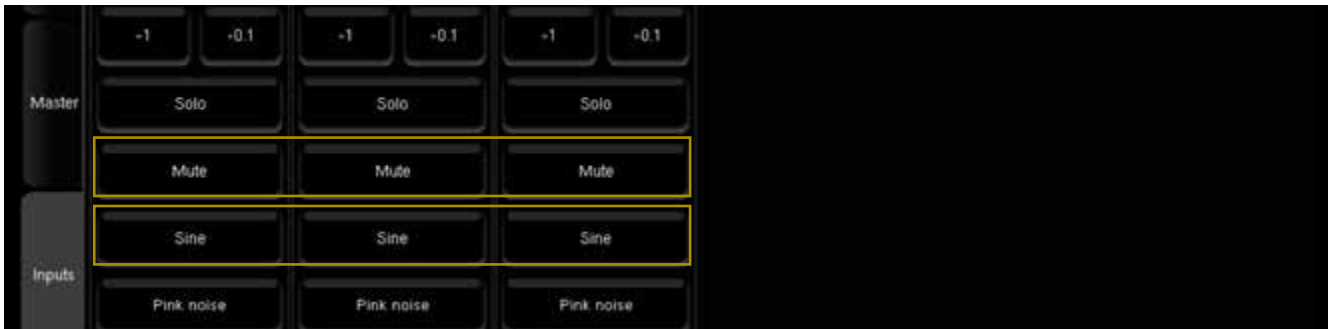 -1 -0.1 -1 -0.1 -1 -0.1
Master Solo Solo Solo
Mute Mute Mute
Sine Sine Sine
Inputs
Pink noise Pink noise Pink noise